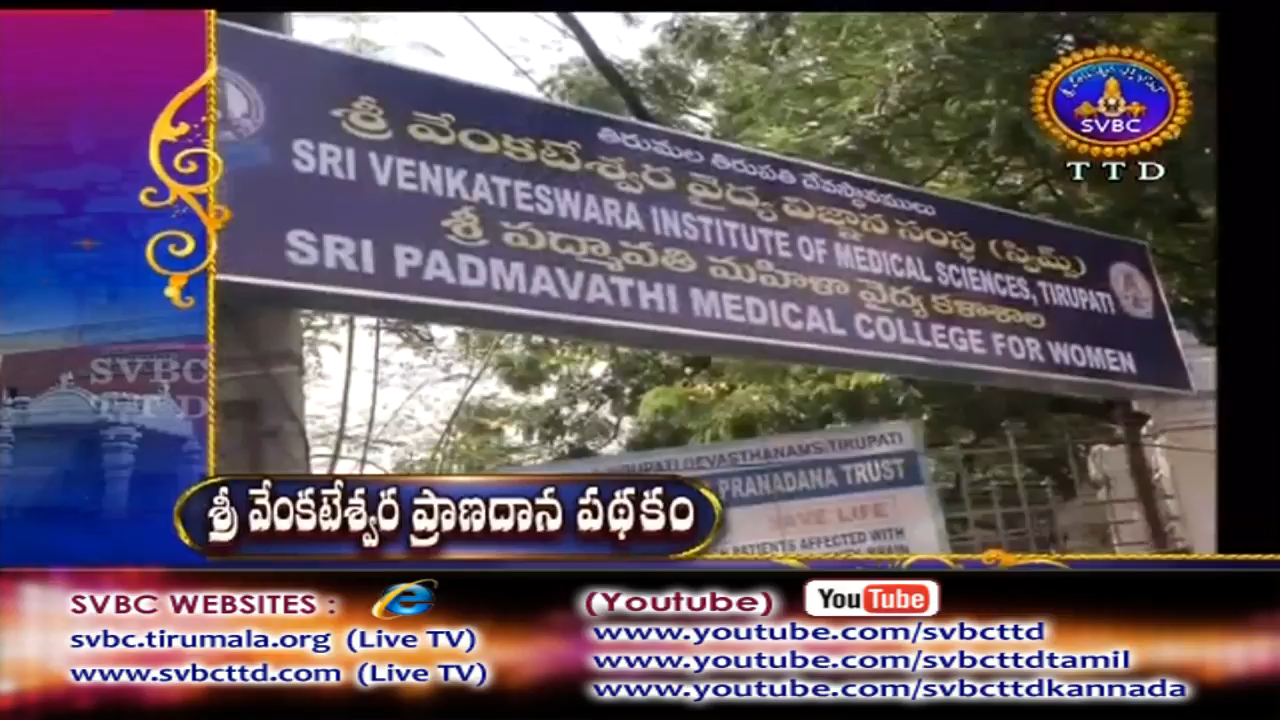 తిరుమల తిరుపతి దేవస్థానములు
శ్రీ వేంకటేశ్వర వైద్య విజ్ఞాన సంస్థ (స్విమ్స్)
SRI VENKATESWARA INSTITUTE OF MEDICAL SCIENCES, TIRUPATI
శ్రీ పద్మావతి మహిళా వైద్య కళాశాల
SRI PADMAVATHI MEDICAL COLLEGE FOR WOMEN
SVBC
TTD
SVBC
TTD
DEVASTHANAMS, TIRUPATI
PRANADANA TRUST
SAVE LIFE
PATIENTS AFFECTED WITH
BRAIN
శ్రీ వేంకటేశ్వర ప్రాణదాన పథకం
SVBC WEBSITES :
svbc.tirumala.org (Live TV)
www.svbcttd.com (Live TV)
(Youtube) YouTube
www.youtube.com/svbcttd
www.youtube.com/svbcttdtamil
www.youtube.com/svbcttdkannada